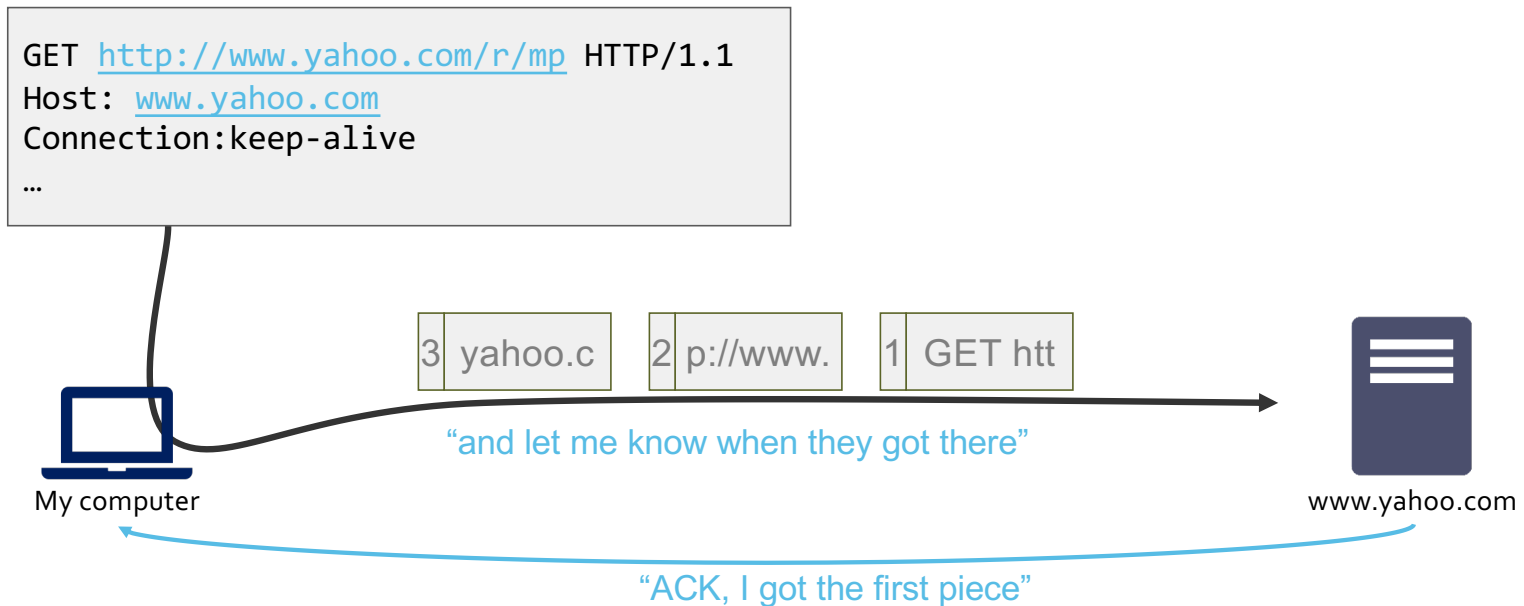 GET http://www.yahoo.com/r/mp HTTP/1.1
Host: www.yahoo.com
Connection:keep-alive
…
3 yahoo.c 2 p://www. 1 GET htt
“and let me know when they got there”
My computer www.yahoo.com
“ACK, I got the first piece”